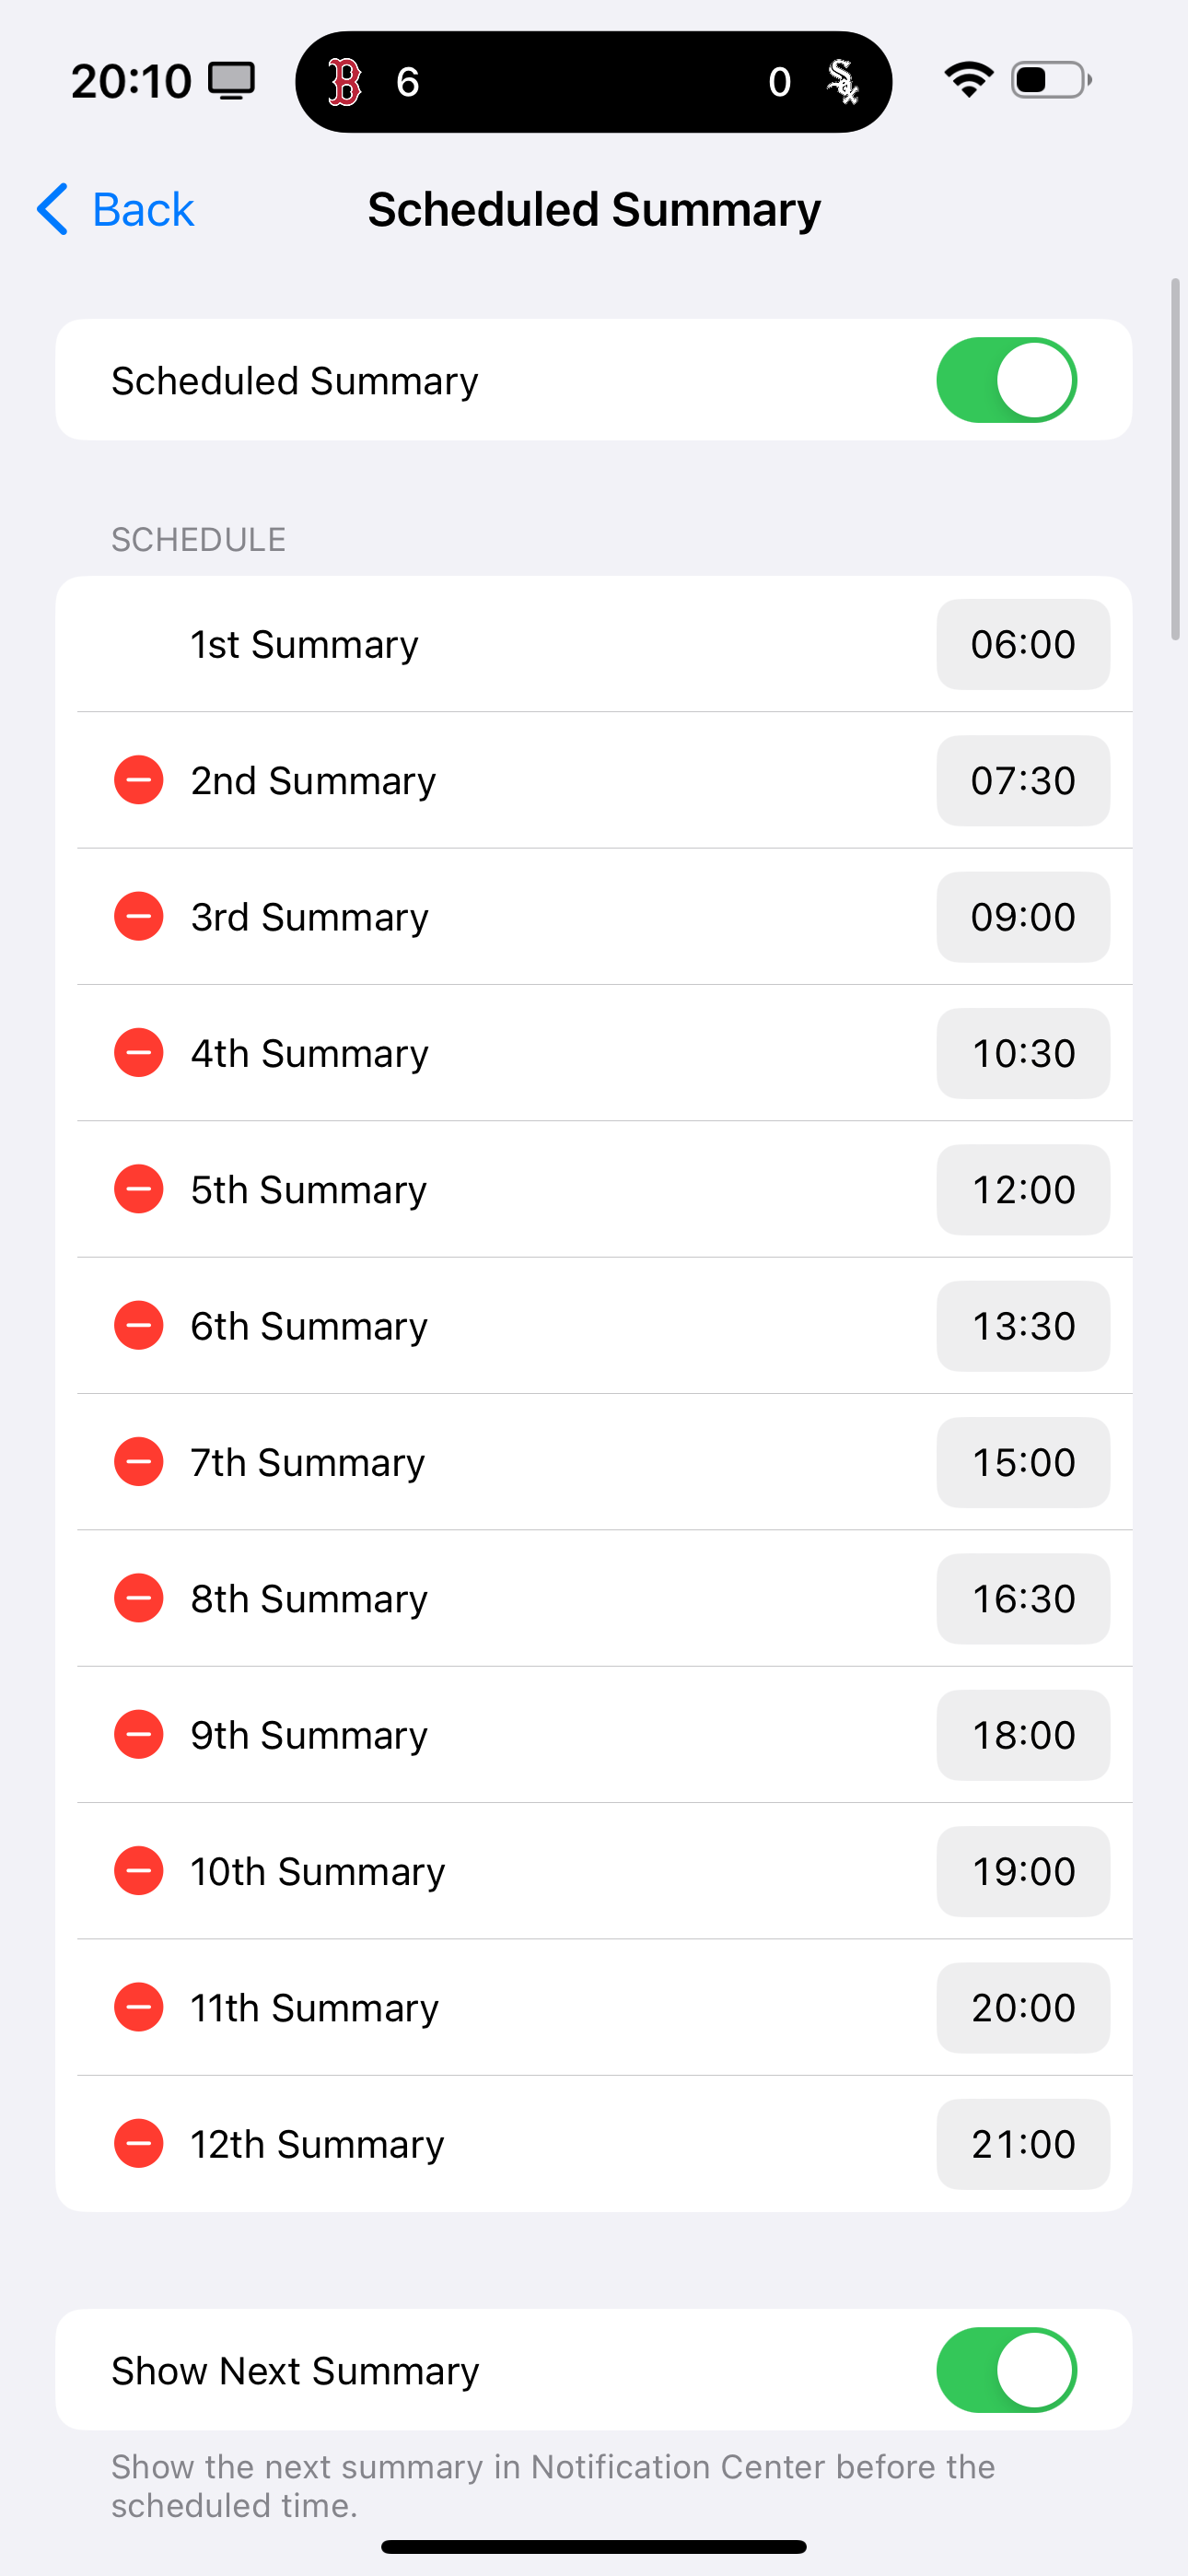 20:10
B 6 0 Sox
Back Scheduled Summary
Scheduled Summary
SCHEDULE
1st Summary 06:00
2nd Summary 07:30
3rd Summary 09:00
4th Summary 10:30
5th Summary 12:00
6th Summary 13:30
7th Summary 15:00
8th Summary 16:30
9th Summary 18:00
10th Summary 19:00
11th Summary 20:00
12th Summary 21:00
Show Next Summary
Show the next summary in Notification Center before the
scheduled time.